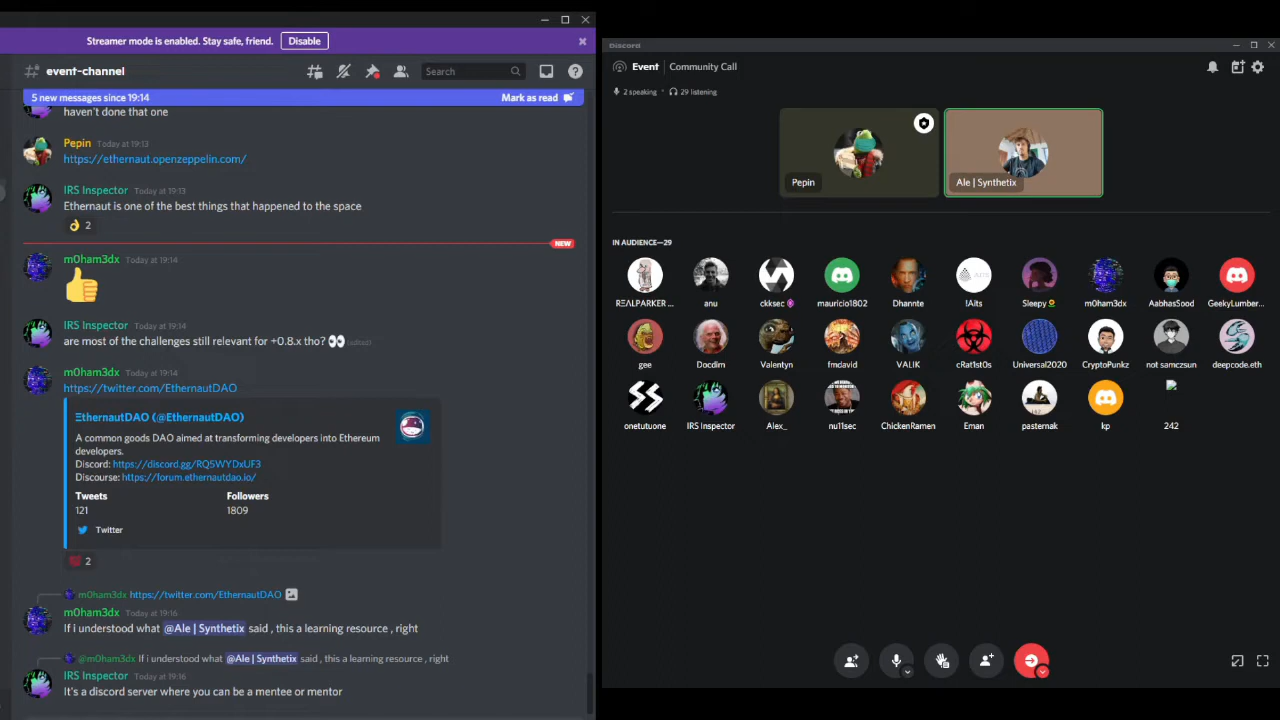 Streamer mode is enabled. Stay safe, friend.
Disable
event-channel
Search
5 new messages since 19:14
Mark as read
haven't done that one
Pepin Today at 19:13
https://ethernaut.openzeppelin.com/
IRS Inspector Today at 19:13
Ethernaut is one of the best things that happened to the space
👌 2
NEW
m0ham3dx Today at 19:14
👍
IRS Inspector Today at 19:14
are most of the challenges still relevant for +0.8.x tho? 👀 (edited)
m0ham3dx Today at 19:14
https://twitter.com/EthernautDAO
ΞthernautDAO (@EthernautDAO)
A common goods DAO aimed at transforming developers into Ethereum
developers.
Discord: https://discord.gg/RQ5WYDxUF3
Discourse: https://forum.ethernautdao.io/
Tweets Followers
121 1809
Twitter
2
m0ham3dx https://twitter.com/EthernautDAO
m0ham3dx Today at 19:16
If i understood what @Ale | Synthetix said , this a learning resource , right
@m0ham3dx If i understood what @Ale | Synthetix said , this a learning resource , right
IRS Inspector Today at 19:16
It's a discord server where you can be a mentee or mentor
Discord
Event Community Call
2 speaking • 29 listening
Pepin
Ale | Synthetix
IN AUDIENCE—29
RΞALPARKER ... anu ckksec mauricio1802 Dhannte !Aits Sleepy m0ham3dx AabhasSood GeekyLumber...
gee Docdim Valentyn fmdavid VALIK cRat1st0s Universal2020 CryptoPunkz not samczsun deepcode.eth
onetutuone IRS Inspector Alex_ nu11sec ChickenRamen Eman pasternak kp 242